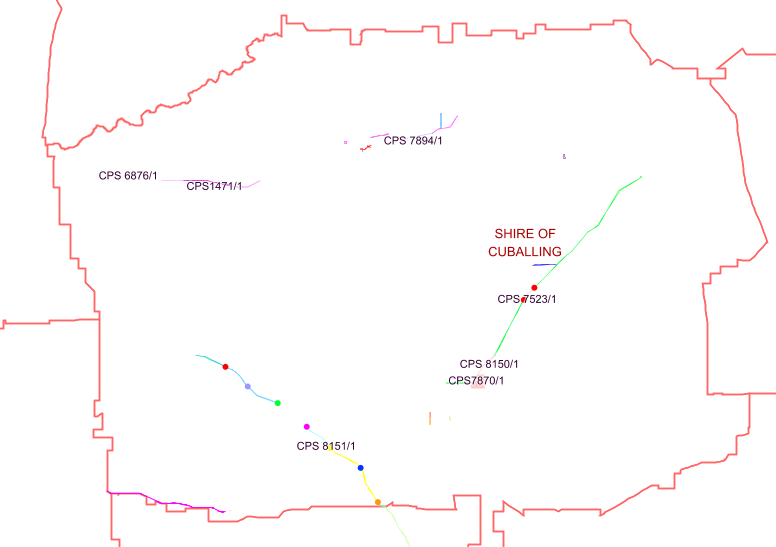 CPS 7894/1
CPS 6876/1
CPS1471/1
SHIRE OF
CUBALLING
CPS 7523/1
CPS 8150/1
CPS7870/1
CPS 8151/1